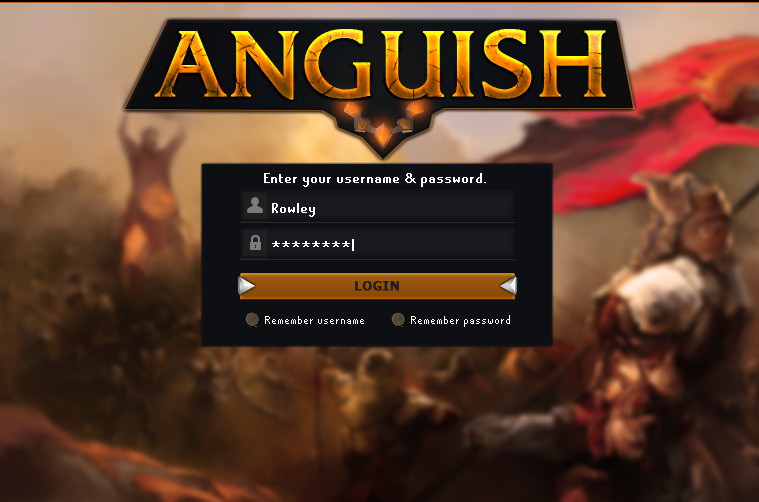 ANGUISH
Enter your username & password.
Rowley
********
LOGIN
Remember username
Remember password